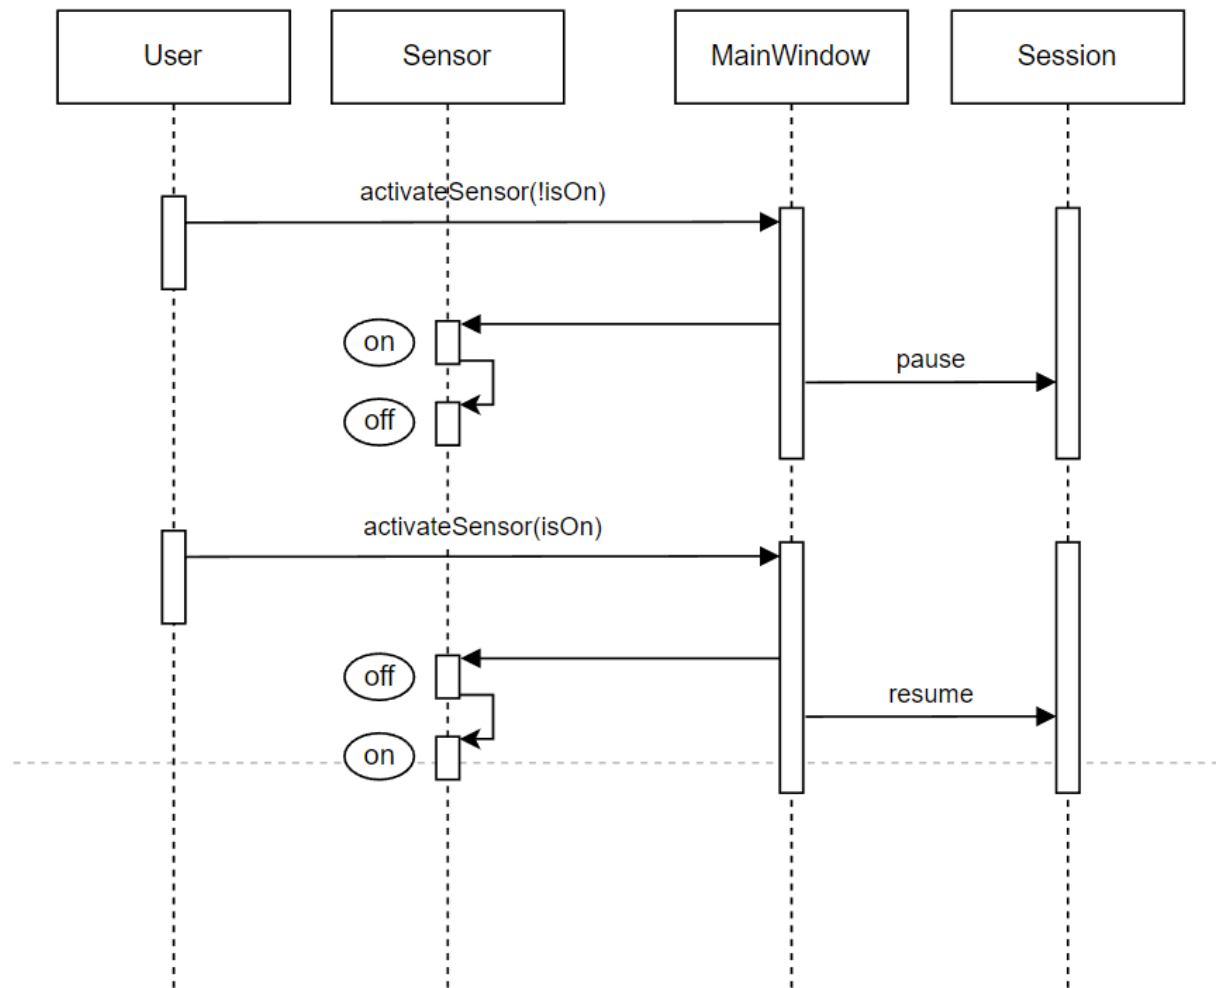 User
Sensor
MainWindow
Session
activateSensor(!isOn)
on
pause
off
activateSensor(isOn)
off
resume
on